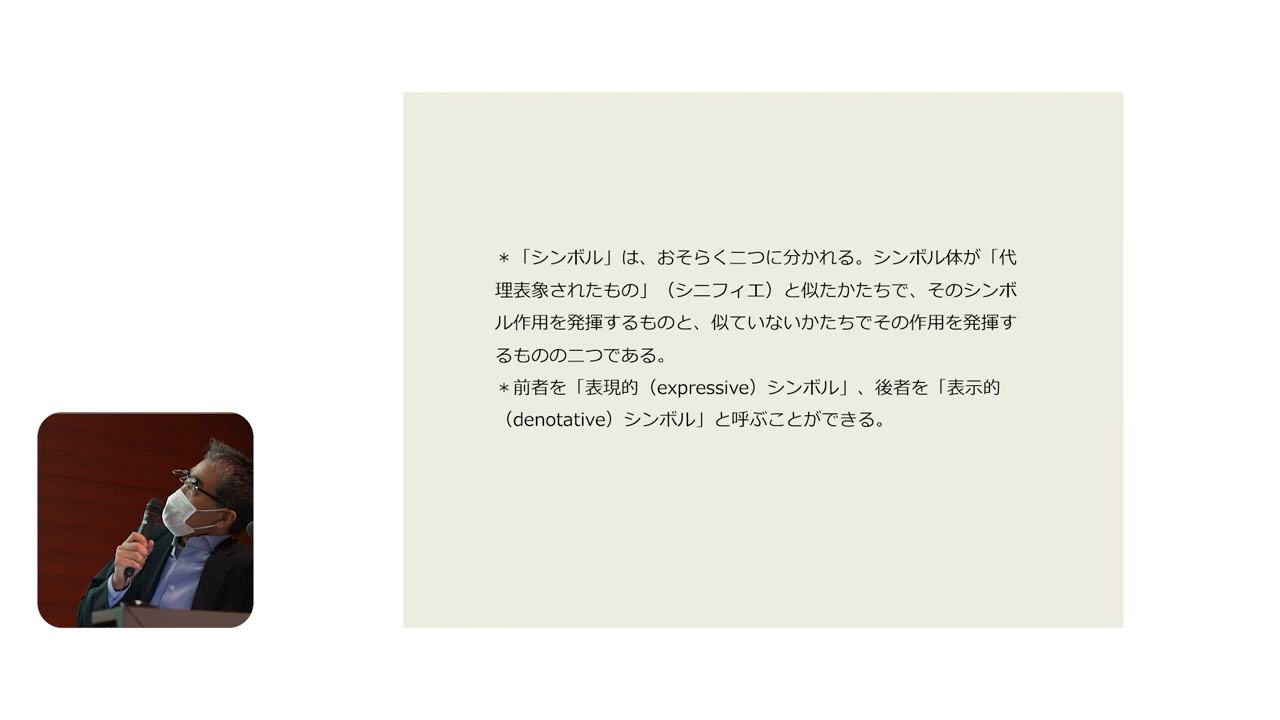 ＊「シンボル」は、おそらく二つに分かれる。シンボル体が「代
理表象されたもの」（シニフィエ）と似たかたちで、そのシンボ
ル作用を発揮するものと、似ていないかたちでその作用を発揮す
るものの二つである。
＊前者を「表現的（expressive）シンボル」、後者を「表示的
（denotative）シンボル」と呼ぶことができる。